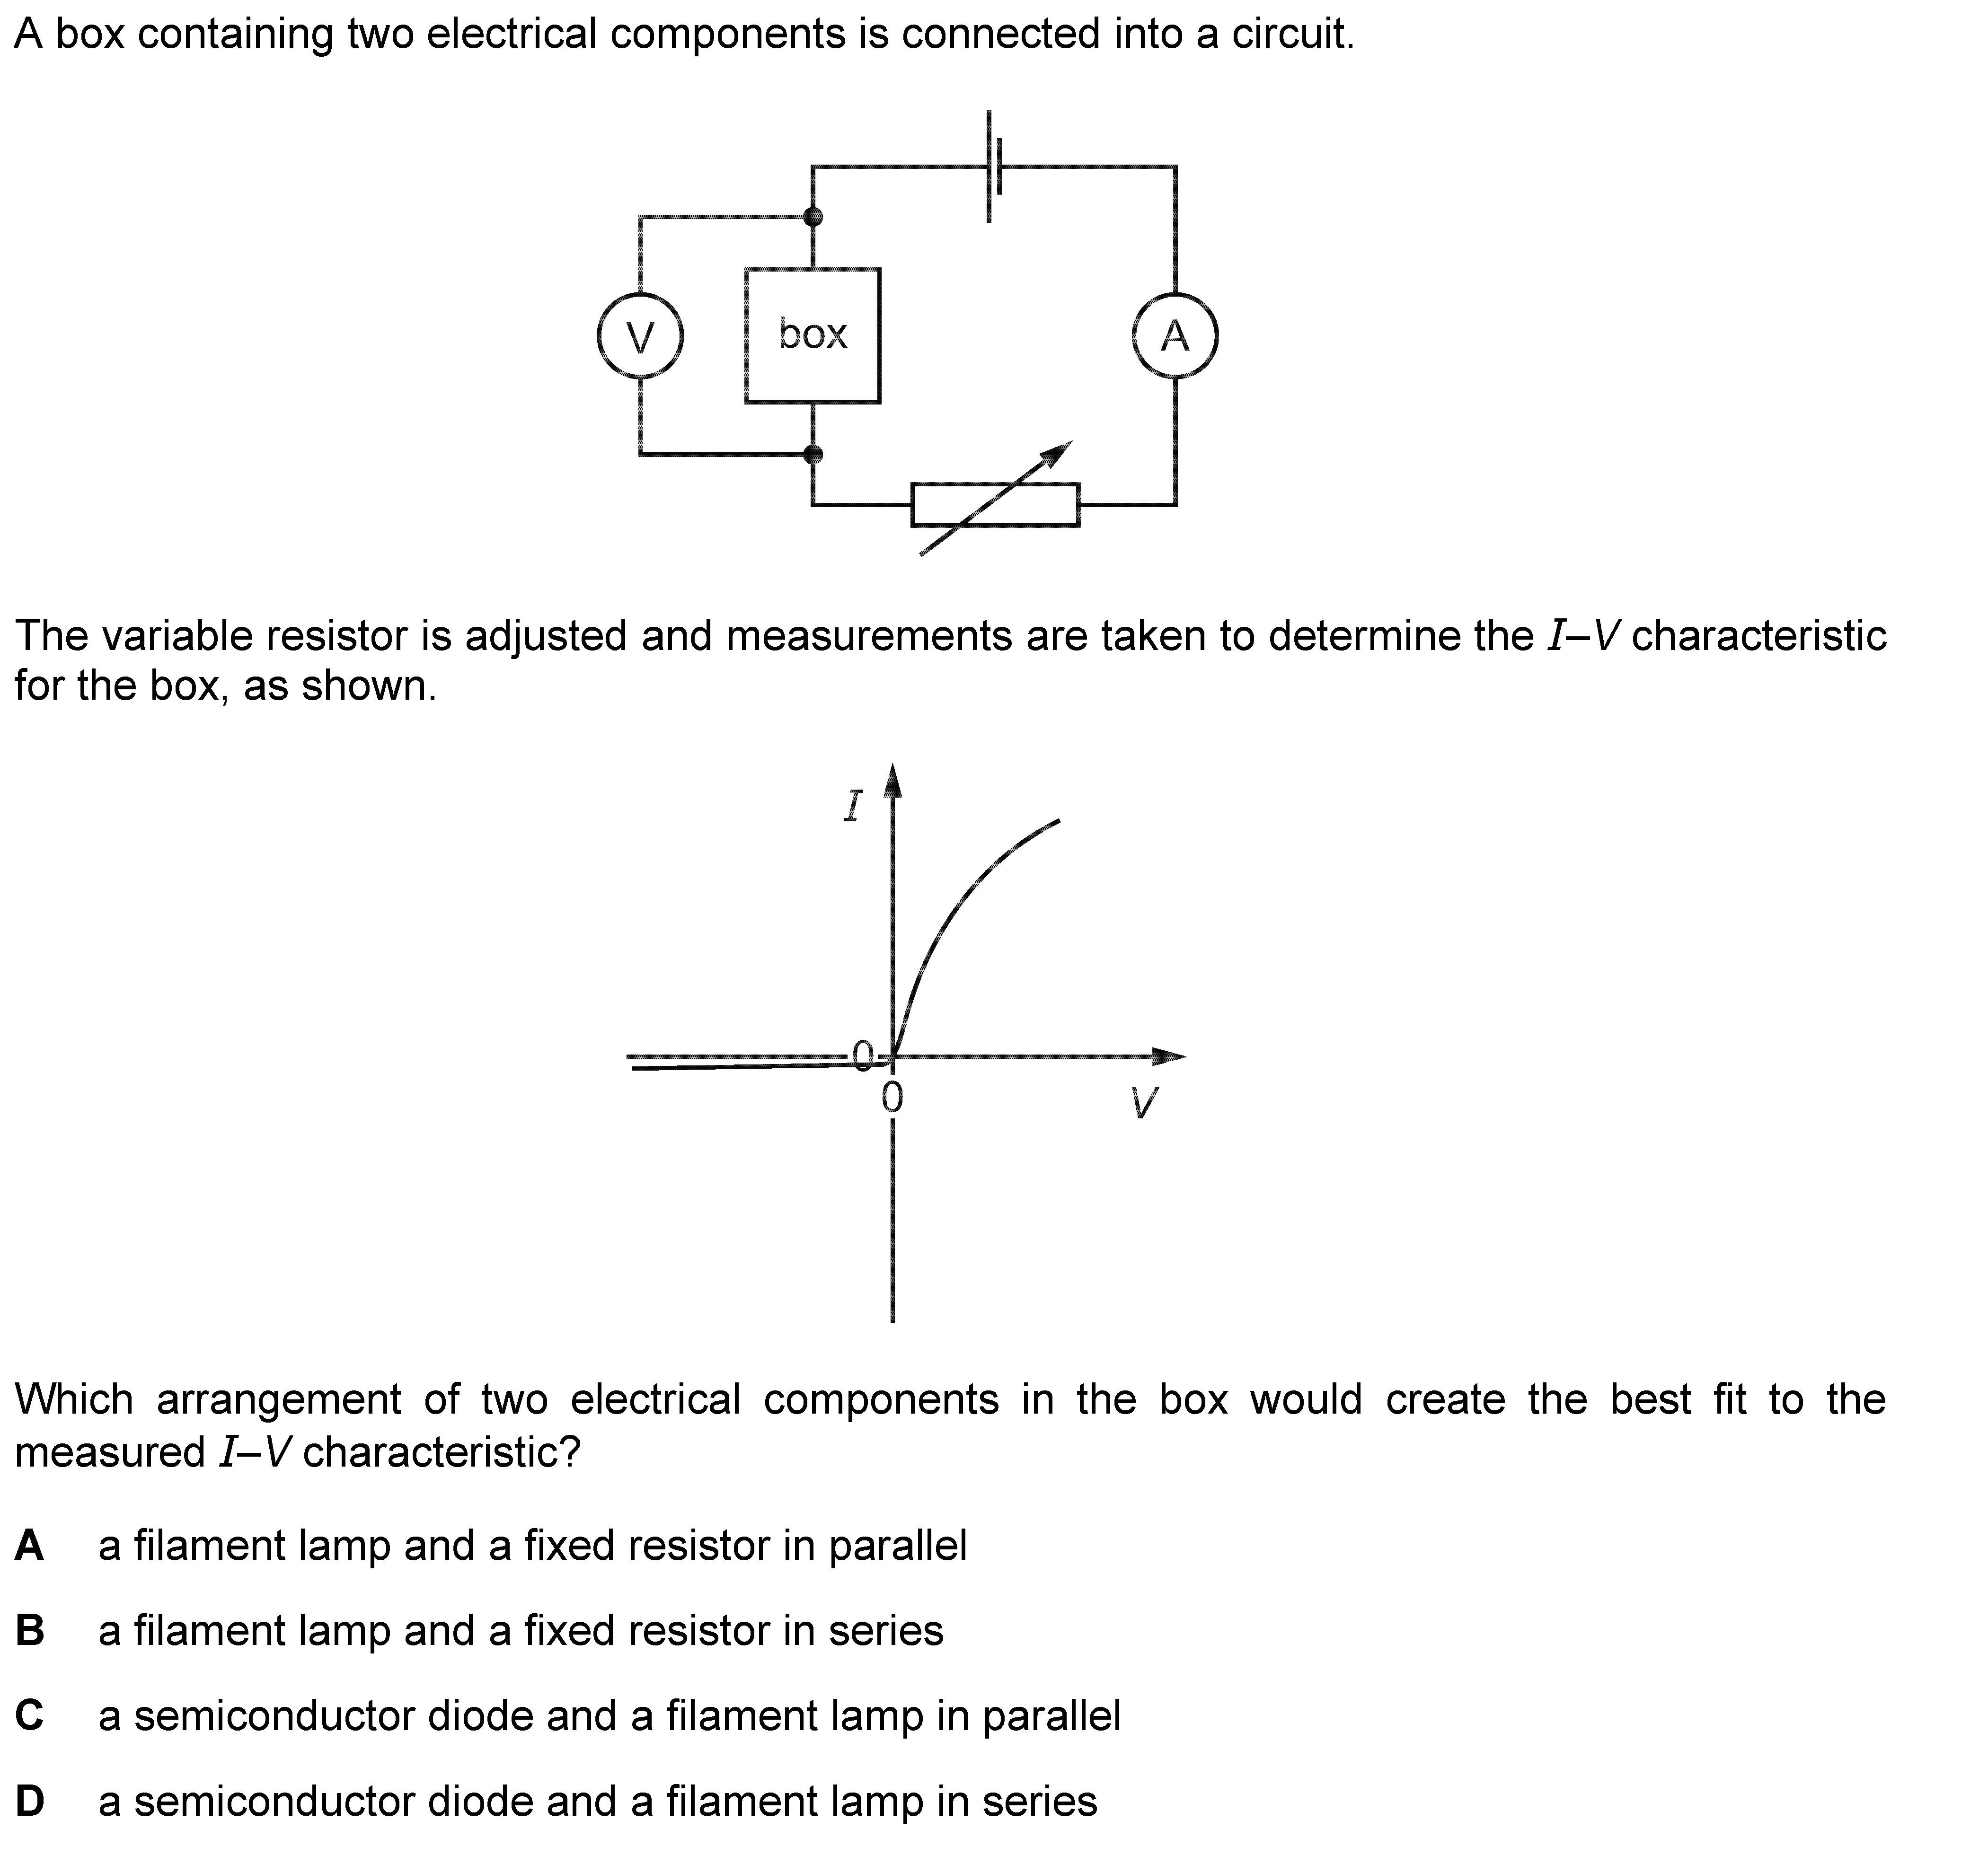 A box containing two electrical components is connected into a circuit.
V
box
A
The variable resistor is adjusted and measurements are taken to determine the I–V characteristic
for the box, as shown.
I
0
0
V
Which arrangement of two electrical components in the box would create the best fit to the
measured I–V characteristic?
A a filament lamp and a fixed resistor in parallel
B a filament lamp and a fixed resistor in series
C a semiconductor diode and a filament lamp in parallel
D a semiconductor diode and a filament lamp in series